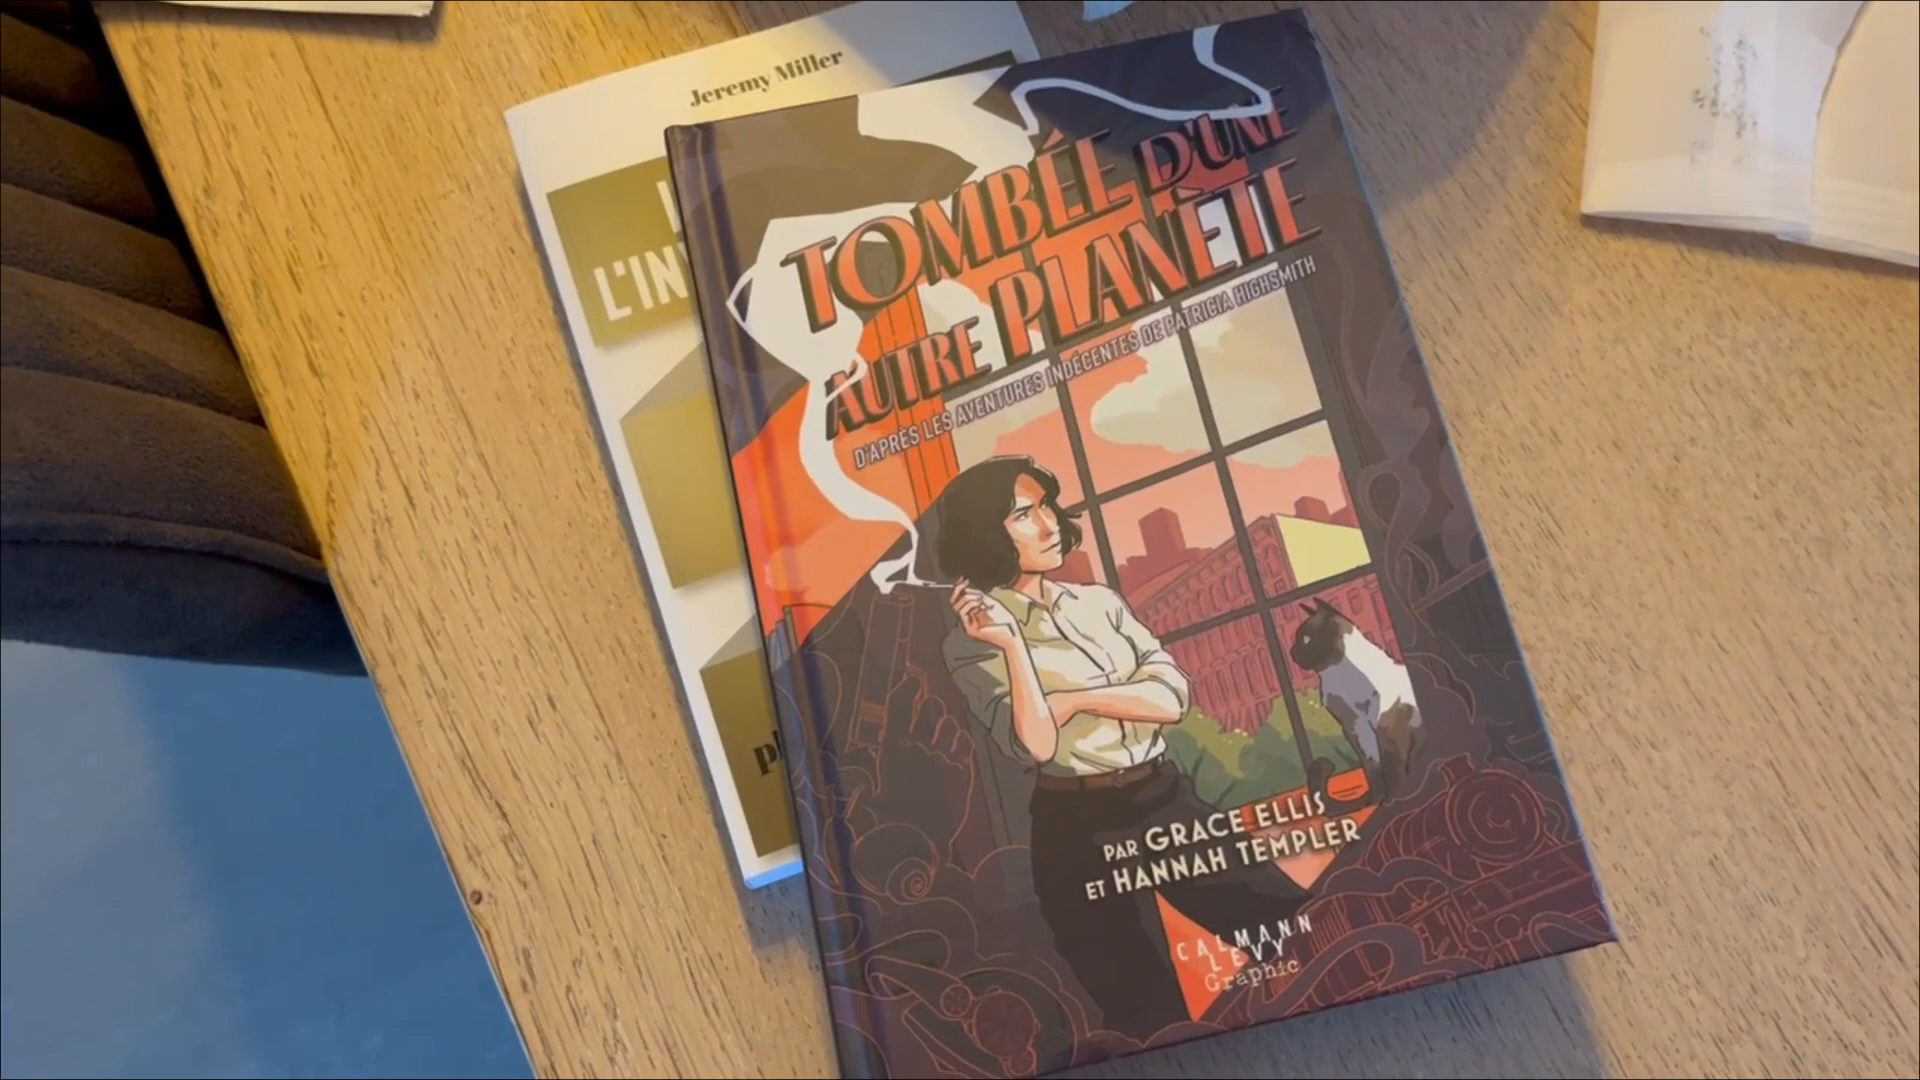 Jeremy Miller
L'IN
TOMBÉE D'UNE
AUTRE PLANÈTE
D'APRÈS LES AVENTURES INDÉCENTES DE PATRICIA HIGHSMITH
PAR GRACE ELLIS
ET HANNAH TEMPLER
CALMANN
LEVY
Graphic